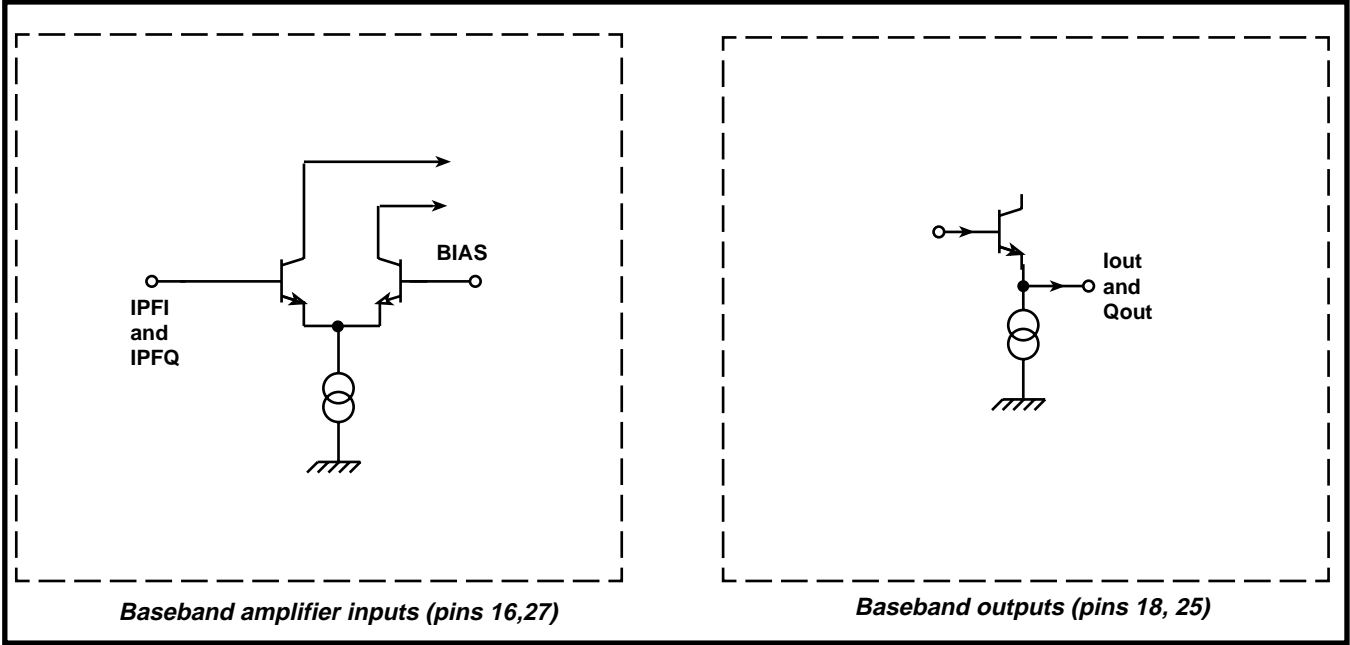 BIAS
IPFI
and
IPFQ
Baseband amplifier inputs (pins 16,27)
Iout
and
Qout
Baseband outputs (pins 18, 25)